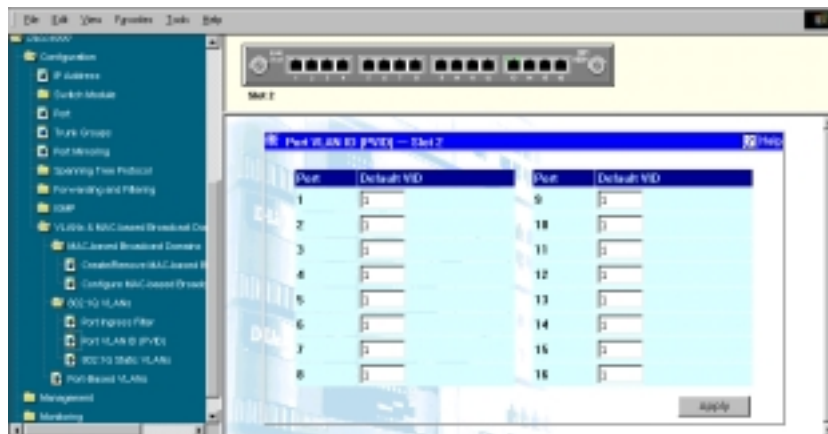 File Edit View Favorites Tools Help
Configuration
IP Address
Switch Module
Port
Trunk Groups
Port Mirroring
Spanning Tree Protocol
Forwarding and Filtering
IGMP
VLANs & MAC-based Broadcast Do
MAC-based Broadcast Domains
Create/Remove MAC-based B
Configure MAC-based Broadc
802.1Q VLANs
Port Ingress Filter
Port VLAN ID (PVID)
802.1Q Static VLANs
Port-Based VLANs
Management
Monitoring
Slot: 2
Port VLAN ID (PVID) — Slot 2 Help
Port Default VID Port Default VID
1 1 9 1
2 1 10 1
3 1 11 1
4 1 12 1
5 1 13 1
6 1 14 1
7 1 15 1
8 1 16 1
Apply